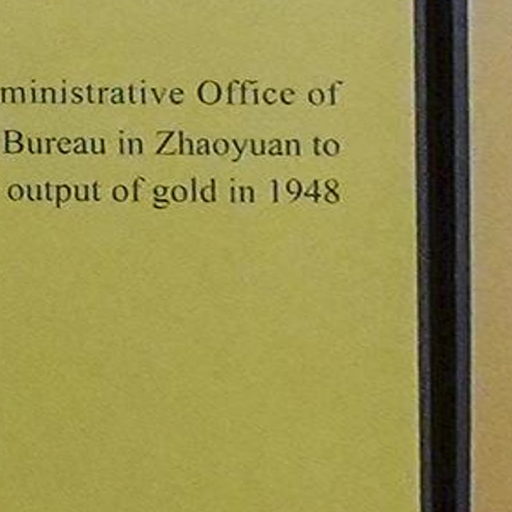 ministrative Office of
Bureau in Zhaoyuan to
output of gold in 1948